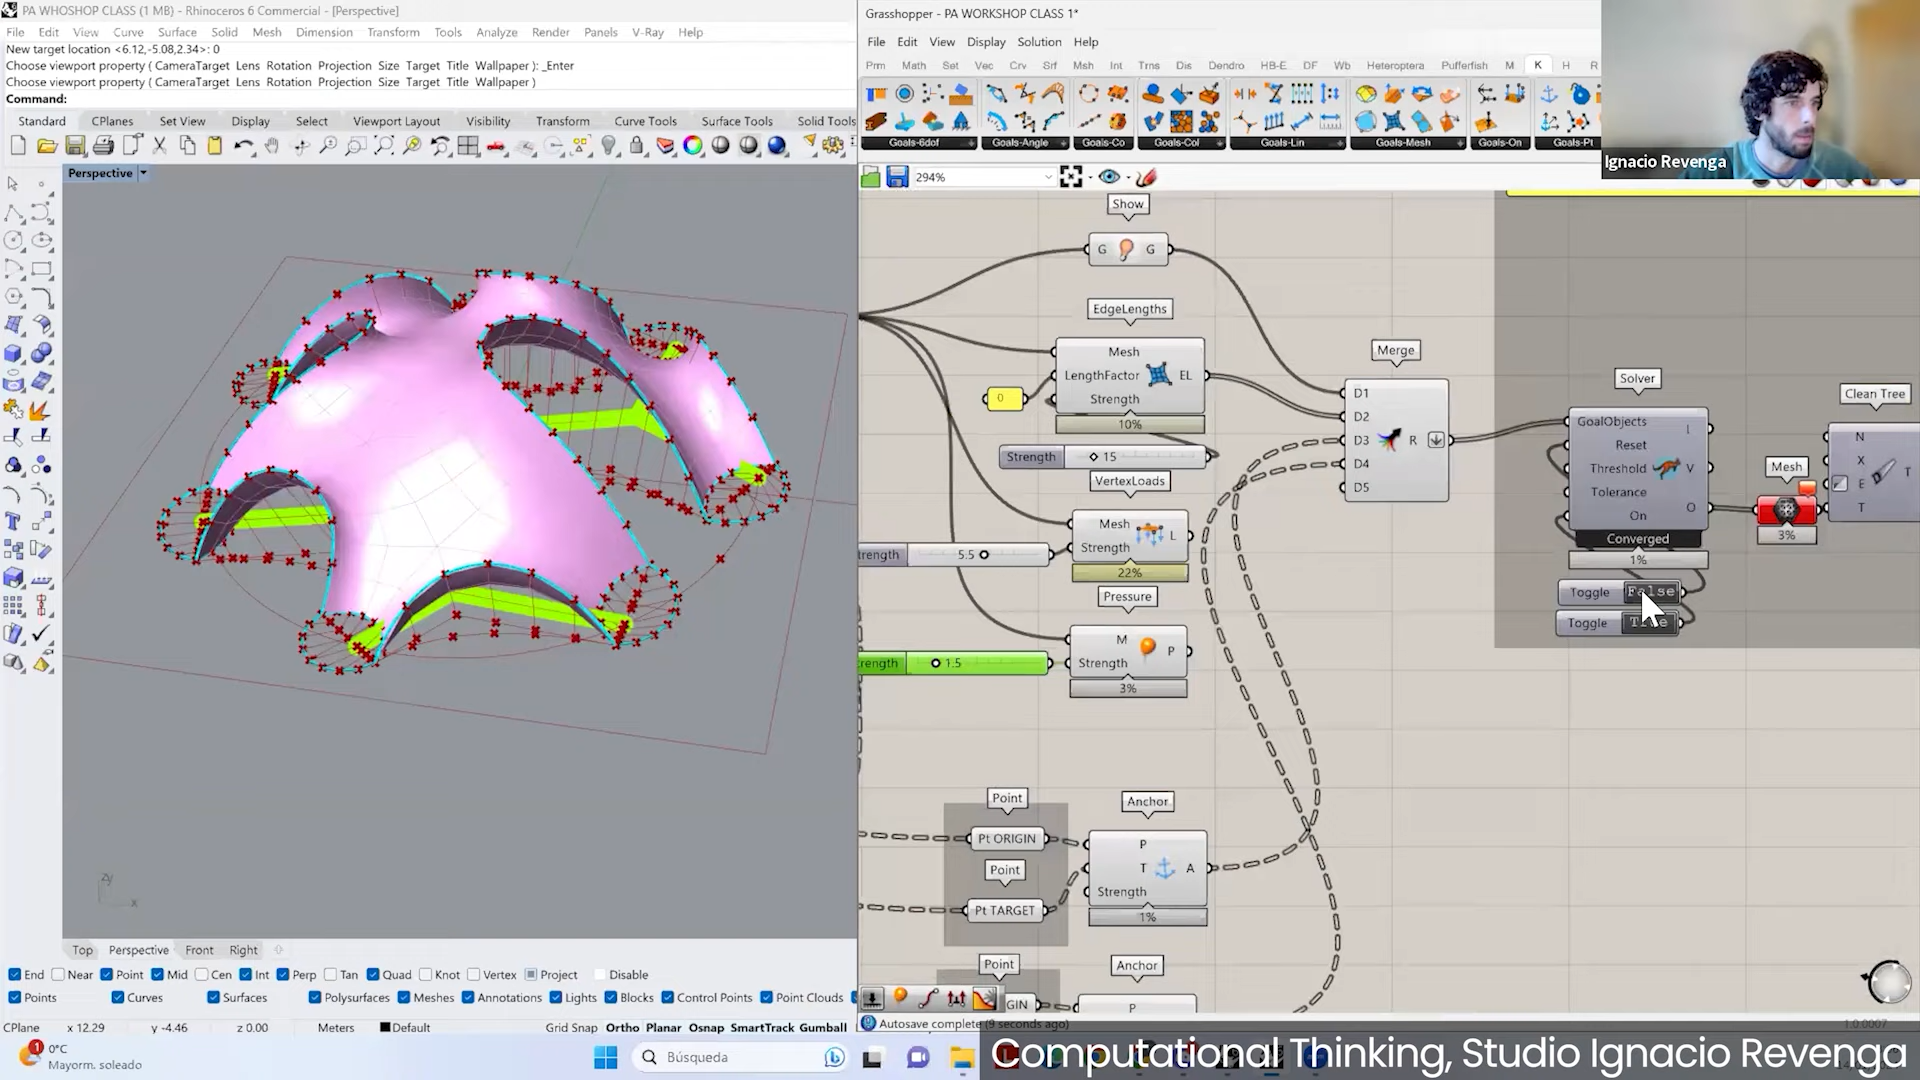 PA WHOSHOP CLASS (1 MB) - Rhinoceros 6 Commercial - [Perspective]
File Edit View Curve Surface Solid Mesh Dimension Transform Tools Analyze Render Panels V-Ray Help
New target location <6.12,-5.08,2.34>: 0
Choose viewport property ( CameraTarget Lens Rotation Projection Size Target Title Wallpaper ): _Enter
Choose viewport property ( CameraTarget Lens Rotation Projection Size Target Title Wallpaper )
Command:
Standard CPlanes Set View Display Select Viewport Layout Visibility Transform Curve Tools Surface Tools Solid Tools
Perspective
zy
x
Top Perspective Front Right
End Near Point Mid Cen Int Perp Tan Quad Knot Vertex Project Disable
Points Curves Surfaces Polysurfaces Meshes Annotations Lights Blocks Control Points Point Clouds
CPlane x 12.29 y -4.46 z 0.00 Meters Default Grid Snap Ortho Planar Osnap SmartTrack Gumball
1
0°C
Mayorm. soleado
Búsqueda
Grasshopper - PA WORKSHOP CLASS 1*
File Edit View Display Solution Help
Prm Math Set Vec Crv Srf Msh Int Trns Dis Dendro HB-E DF Wb Heteroptera Pufferfish M K H R
Goals-6dof Goals-Angle Goals-Co Goals-Col Goals-Lin Goals-Mesh Goals-On Goals-Pt
294%
Ignacio Revenga
Show
G G
EdgeLengths
Mesh
LengthFactor EL
Strength
0
10%
Strength 15
VertexLoads
Mesh
Strength
L
trength 5.5
22%
Pressure
M
Strength
P
rength 1.5
3%
Merge
D1
D2
D3 R
D4
D5
Solver
GoalObjects
Reset
Threshold
Tolerance
On
I
V
O
Converged
1%
Toggle False
Toggle
Mesh
3%
Clean Tree
N
X
E
T
T
Point
Pt ORIGIN
Point
Pt TARGET
Anchor
P
T A
Strength
1%
Point
GIN
Anchor
P
Autosave complete (9 seconds ago)
1.0.0007
Computational Thinking, Studio Ignacio Revenga